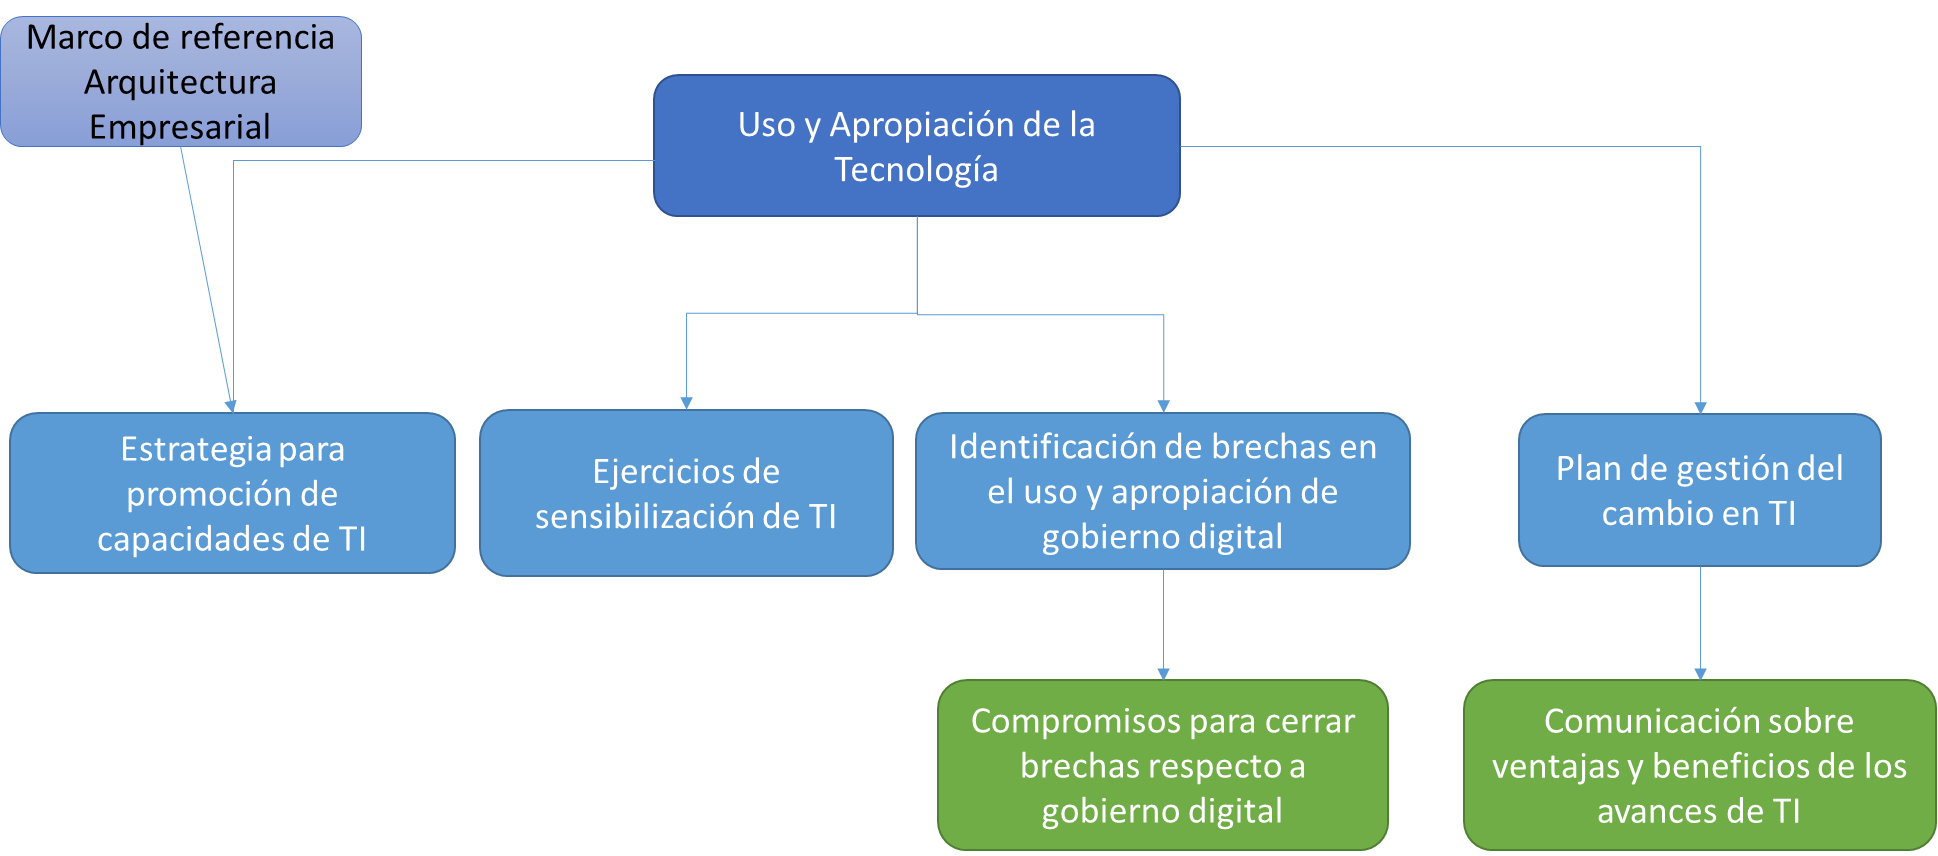 Marco de referencia
Arquitectura
Empresarial
Uso y Apropiación de la
Tecnología
Estrategia para
promoción de
capacidades de TI
Ejercicios de
sensibilización de TI
Identificación de brechas en
el uso y apropiación de
gobierno digital
Plan de gestión del
cambio en TI
Compromisos para cerrar
brechas respecto a
gobierno digital
Comunicación sobre
ventajas y beneficios de los
avances de TI